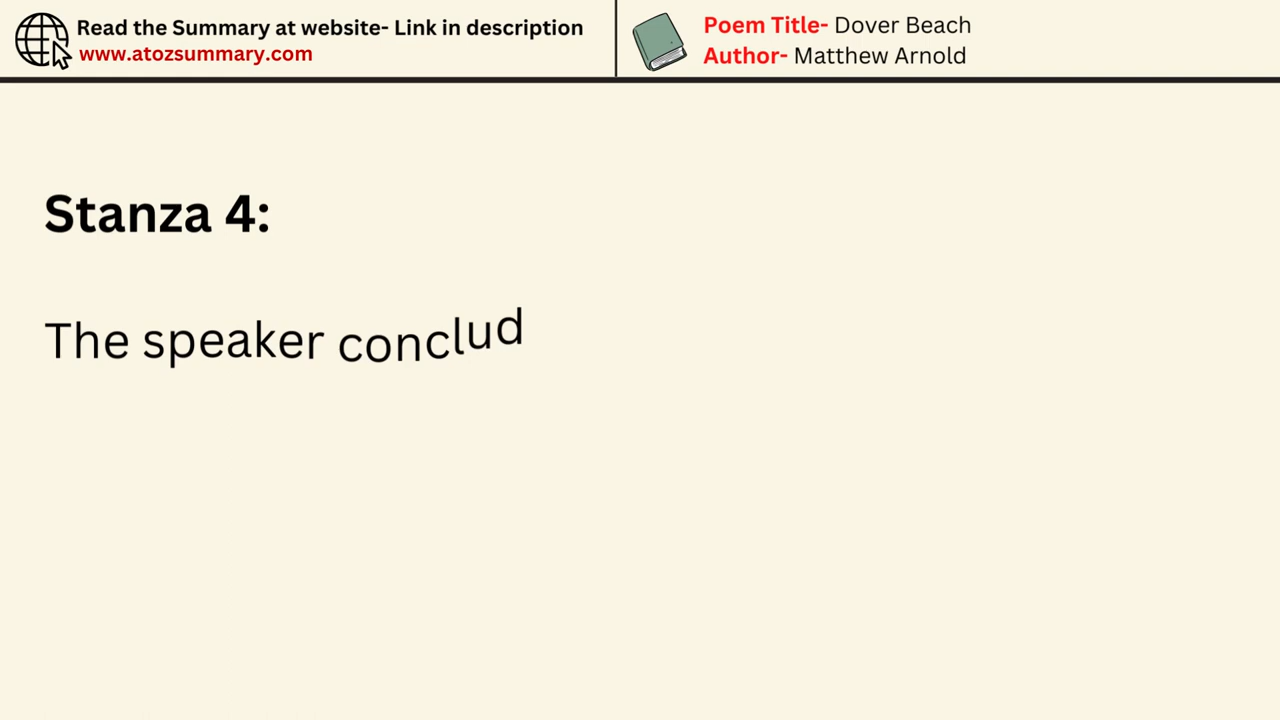 Read the Summary at website- Link in description
www.atozsummary.com
Poem Title- Dover Beach
Author- Matthew Arnold
Stanza 4:
The speaker conclud